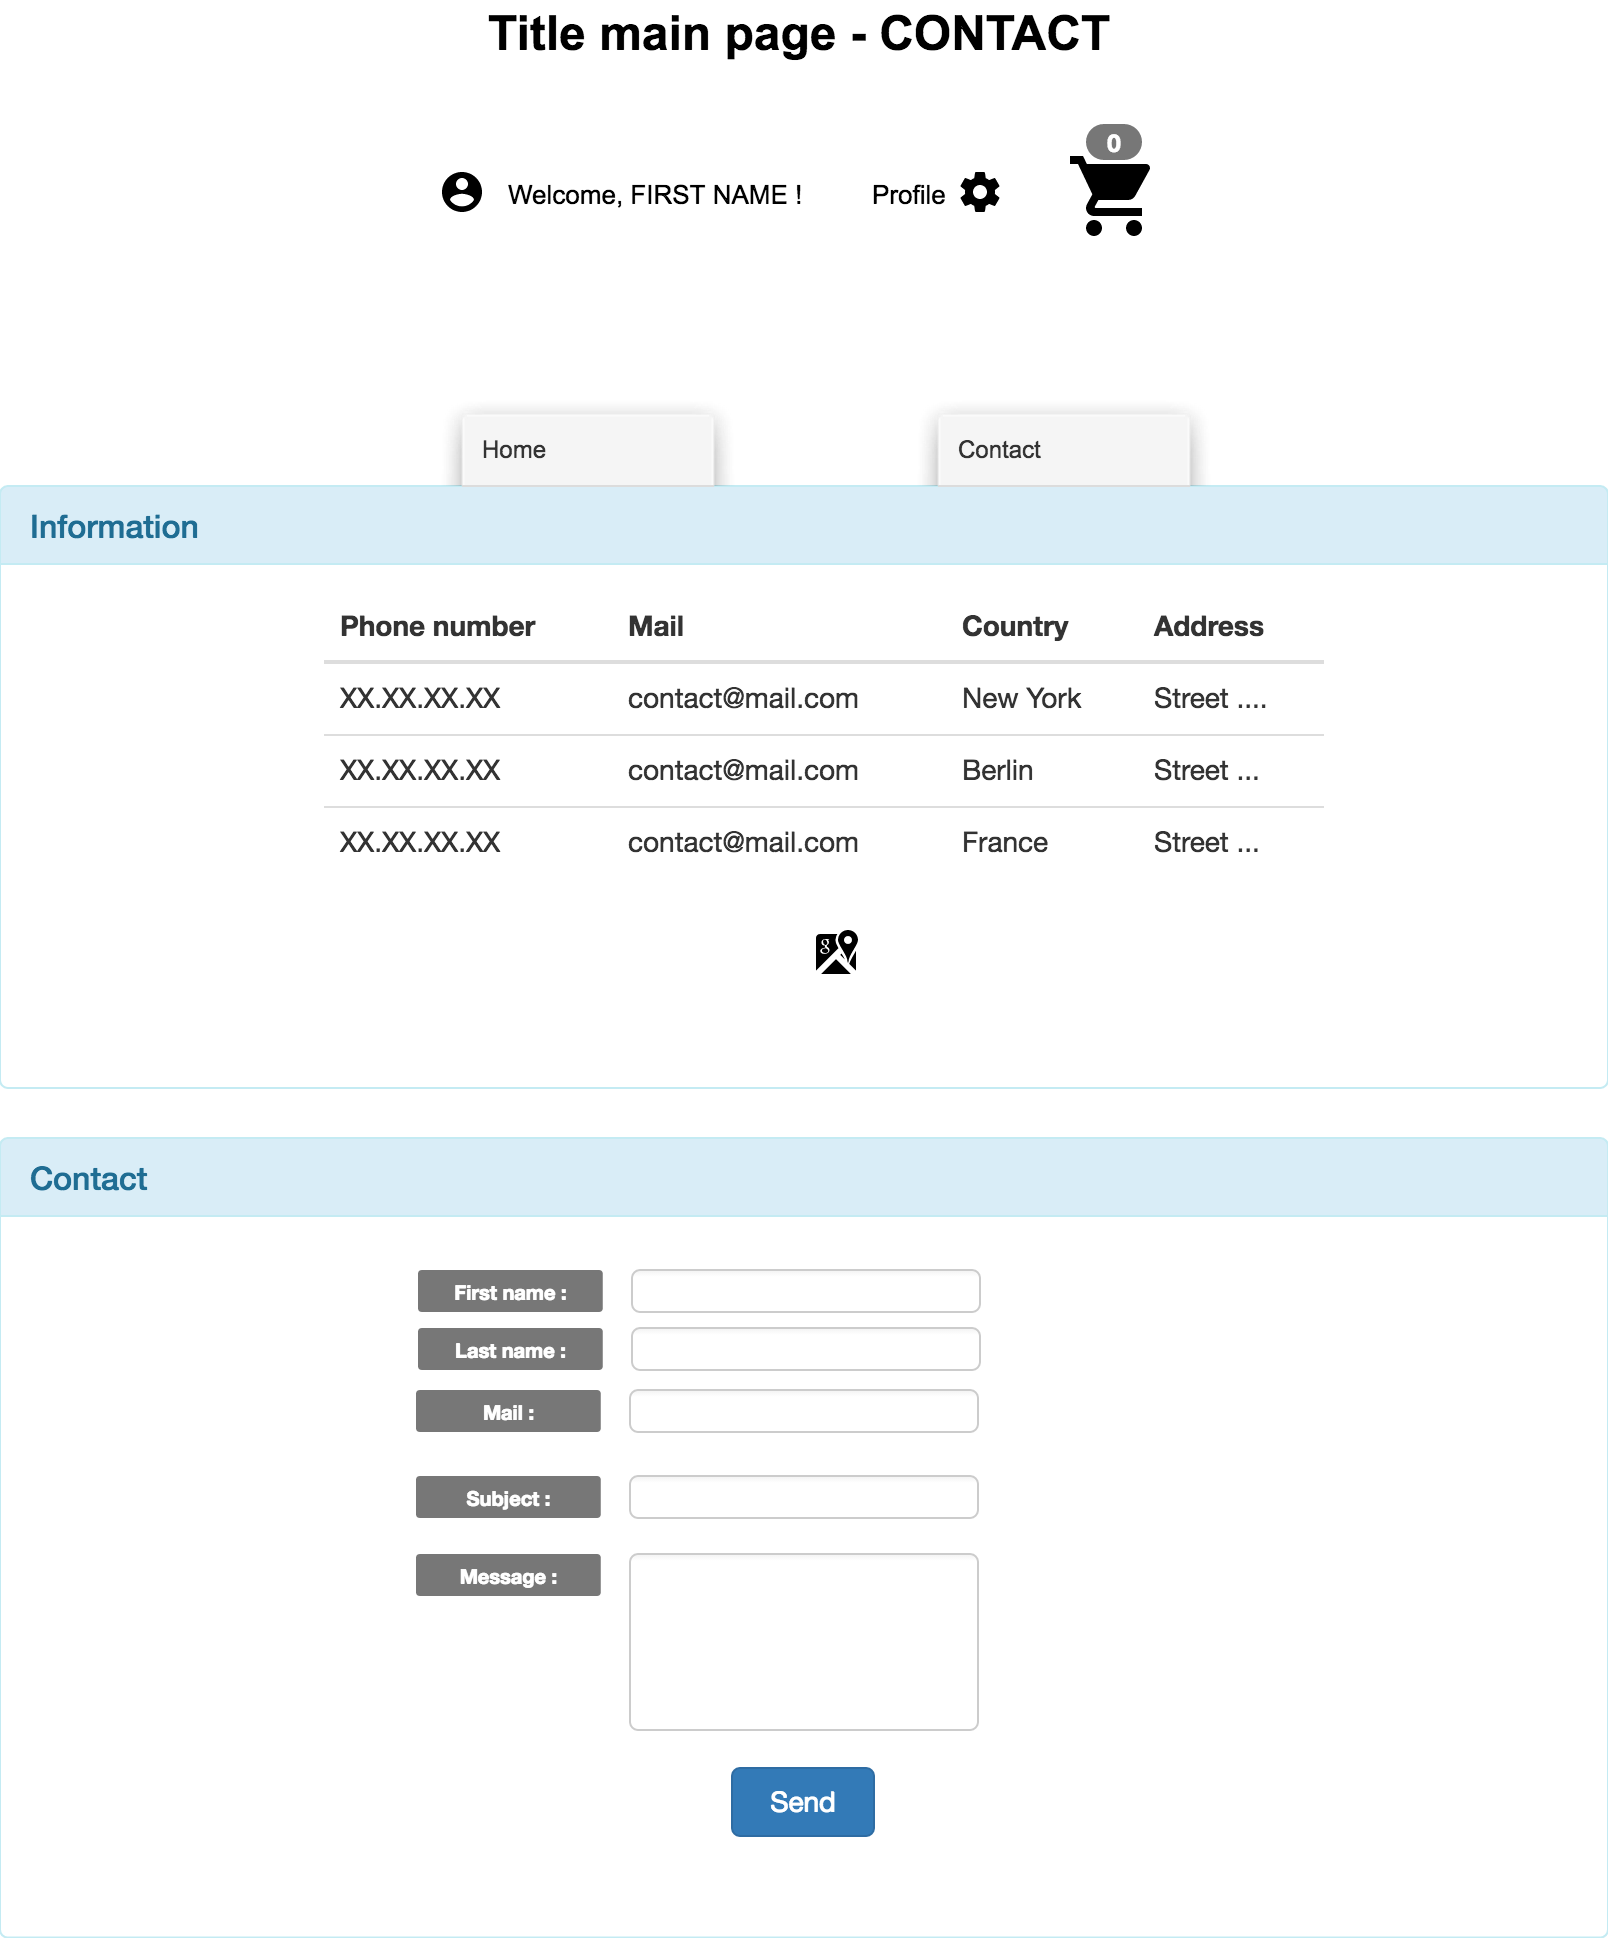 Title main page - CONTACT
0
Welcome, FIRST NAME !
Profile
Home
Contact
Information
Phone number Mail Country Address
XX.XX.XX.XX contact@mail.com New York Street ....
XX.XX.XX.XX contact@mail.com Berlin Street ...
XX.XX.XX.XX contact@mail.com France Street ...
g
Contact
First name :
Last name :
Mail :
Subject :
Message :
Send